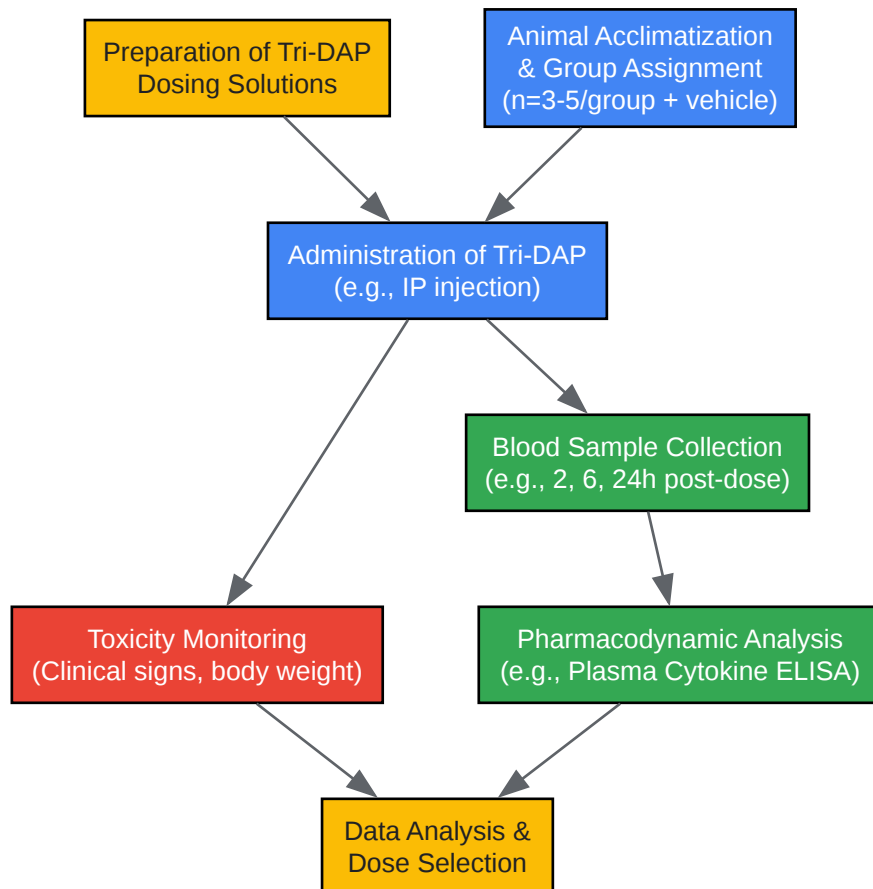 Preparation of Tri-DAP
Dosing Solutions
Animal Acclimatization
& Group Assignment
(n=3-5/group + vehicle)
Administration of Tri-DAP
(e.g., IP injection)
Blood Sample Collection
(e.g., 2, 6, 24h post-dose)
Toxicity Monitoring
(Clinical signs, body weight)
Pharmacodynamic Analysis
(e.g., Plasma Cytokine ELISA)
Data Analysis &
Dose Selection